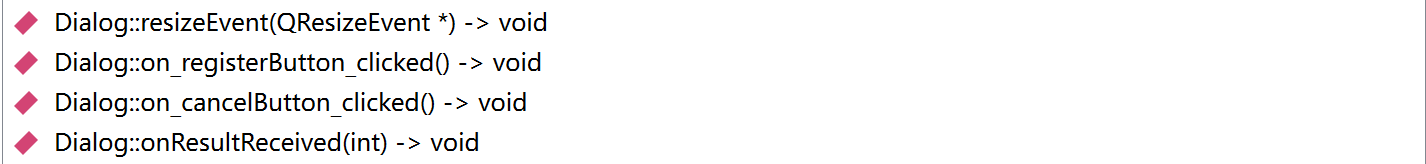 Dialog::resizeEvent(QResizeEvent *) -> void
Dialog::on_registerButton_clicked() -> void
Dialog::on_cancelButton_clicked() -> void
Dialog::onResultReceived(int) -> void